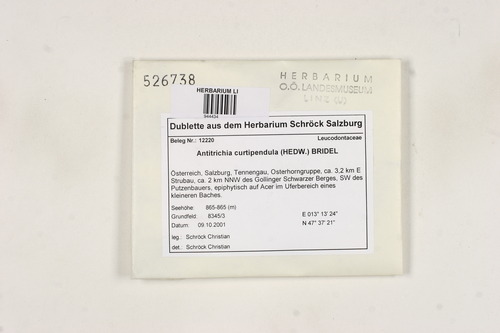 526738
HERBARIUM
O.Ö. LANDESMUSEUM
LINZ
HERBARIUM LI
944434
Dublette aus dem Herbarium Schröck Salzburg
Beleg Nr.: 12220 Leucodontaceae
Antitrichia curtipendula (HEDW.) BRIDEL
Österreich, Salzburg, Tennengau, Osterhorngruppe, ca. 3,2 km E
Strubau, ca. 2 km NNW des Gollinger Schwarzer Berges, SW des
Putzenbauers, epiphytisch auf Acer im Uferbereich eines
kleineren Baches.
Seehöhe: 865-865 (m)
Grundfeld: 8345/3 E 013° 13' 24"
Datum: 09.10.2001 N 47° 37' 21"
leg.: Schröck Christian
det.: Schröck Christian